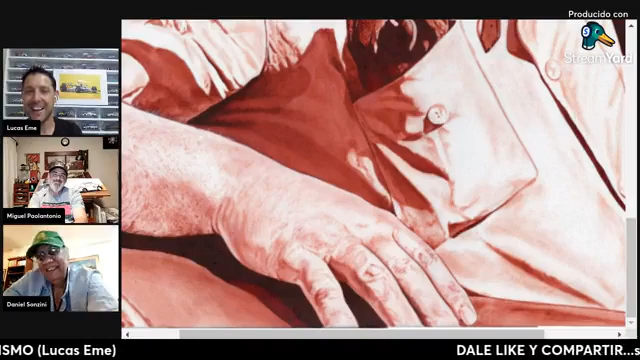 Producido con
StreamYard
Lucas Eme
Miguel Paolantonio
Daniel Sonzini
ISMO (Lucas Eme)
DALE LIKE Y COMPARTIR...s